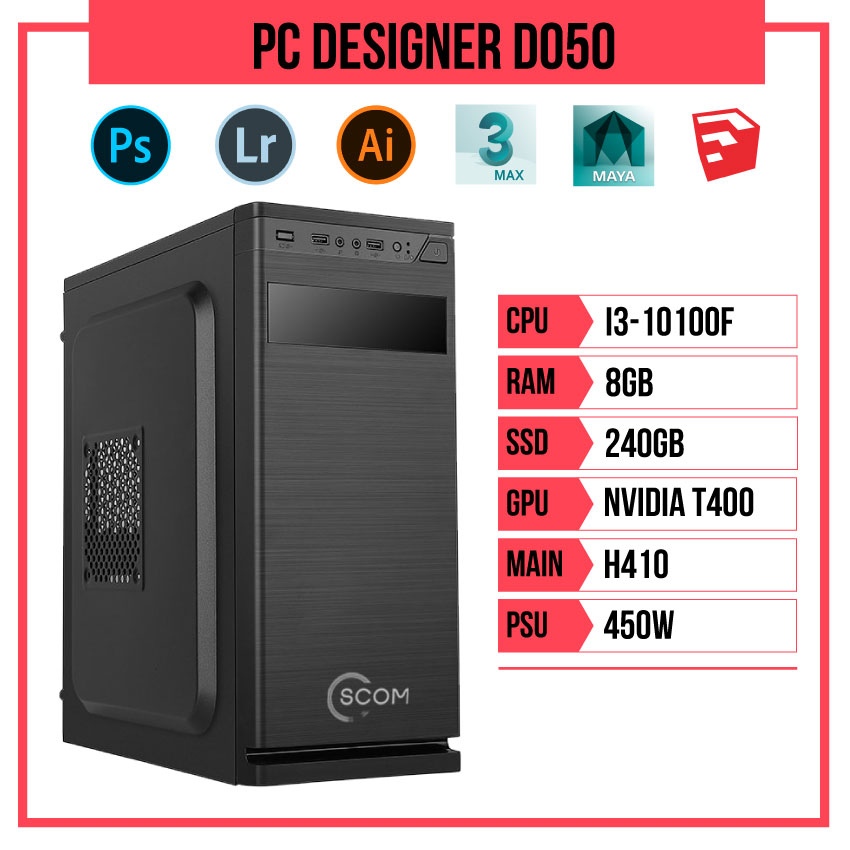 PC DESIGNER D050
Ps
Lr
Ai
3
MAX
MAYA
CPU I3-10100F
RAM 8GB
SSD 240GB
GPU NVIDIA T400
MAIN H410
PSU 450W
SCOM